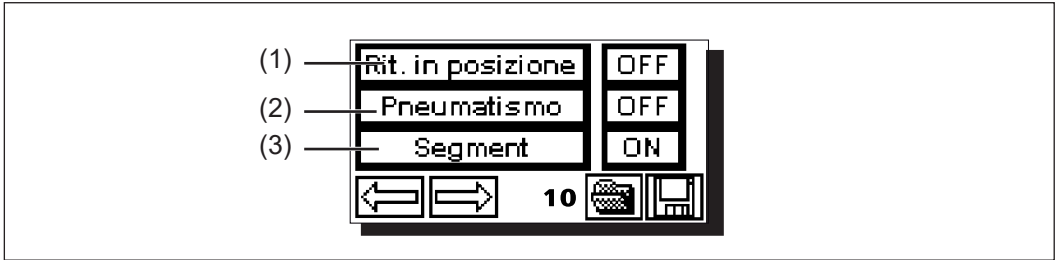 (1) Rit. in posizione OFF
(2) Pneumatismo OFF
(3) Segment ON
10